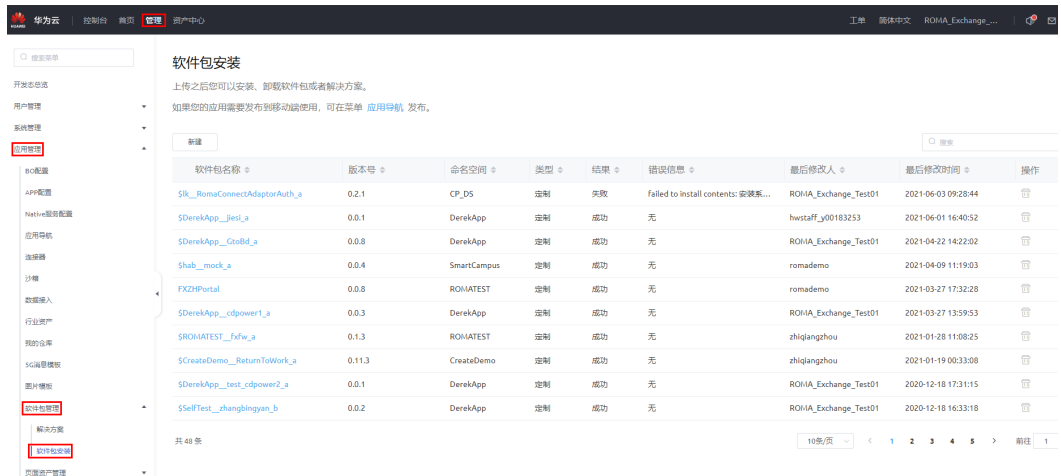 HUAWEI 华为云 控制台 首页 管理 资产中心 工单 简体中文 ROMA_Exchange_...
搜索菜单
开发态总览
用户管理
系统管理
应用管理
BO配置
APP配置
Native服务配置
应用导航
连接器
沙箱
数据接入
行业资产
我的仓库
5G消息模板
图片模板
软件包管理
解决方案
软件包安装
页面资产管理
软件包安装
上传之后您可以安装、卸载软件包或者解决方案。
如果您的应用需要发布到移动端使用，可在菜单 应用导航 发布。
新建 搜索
软件包名称 版本号 命名空间 类型 结果 错误信息 最后修改人 最后修改时间 操作
$lk__RomaConnectAdaptorAuth_a 0.2.1 CP_DS 定制 失败 failed to install contents: 安装系... ROMA_Exchange_Test01 2021-06-03 09:28:44
$DerekApp__jiesi_a 0.0.1 DerekApp 定制 成功 无 hwstaff_y00183253 2021-06-01 16:40:52
$DerekApp__GtoBd_a 0.0.8 DerekApp 定制 成功 无 ROMA_Exchange_Test01 2021-04-22 14:22:02
$hab__mock_a 0.0.4 SmartCampus 定制 成功 无 romademo 2021-04-09 11:19:03
FXZHPortal 0.0.8 ROMATEST 定制 成功 无 romademo 2021-03-27 17:32:28
$DerekApp__cdpower1_a 0.0.3 DerekApp 定制 成功 无 ROMA_Exchange_Test01 2021-03-27 13:59:53
$ROMATEST__fxfw_a 0.1.3 ROMATEST 定制 成功 无 zhiqiangzhou 2021-01-28 11:08:25
$CreateDemo__ReturnToWork_a 0.11.3 CreateDemo 定制 成功 无 zhiqiangzhou 2021-01-19 00:33:08
$DerekApp__test_cdpower2_a 0.0.1 DerekApp 定制 成功 无 ROMA_Exchange_Test01 2020-12-18 17:31:15
$SelfTest__zhangbingyan_b 0.0.2 DerekApp 定制 成功 无 ROMA_Exchange_Test01 2020-12-18 16:33:18
共 48 条 10条/页 1 2 3 4 5 前往 1